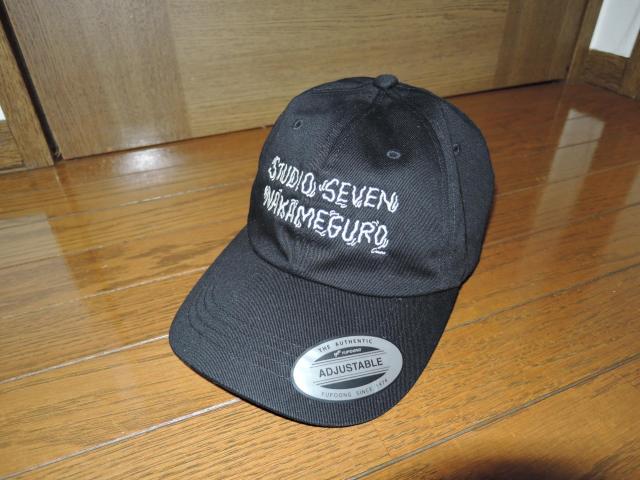 STUDIO SEVEN
NAKAMEGURO
THE AUTHENTIC
YUPOONG
ADJUSTABLE
YUPOONG SINCE 1974